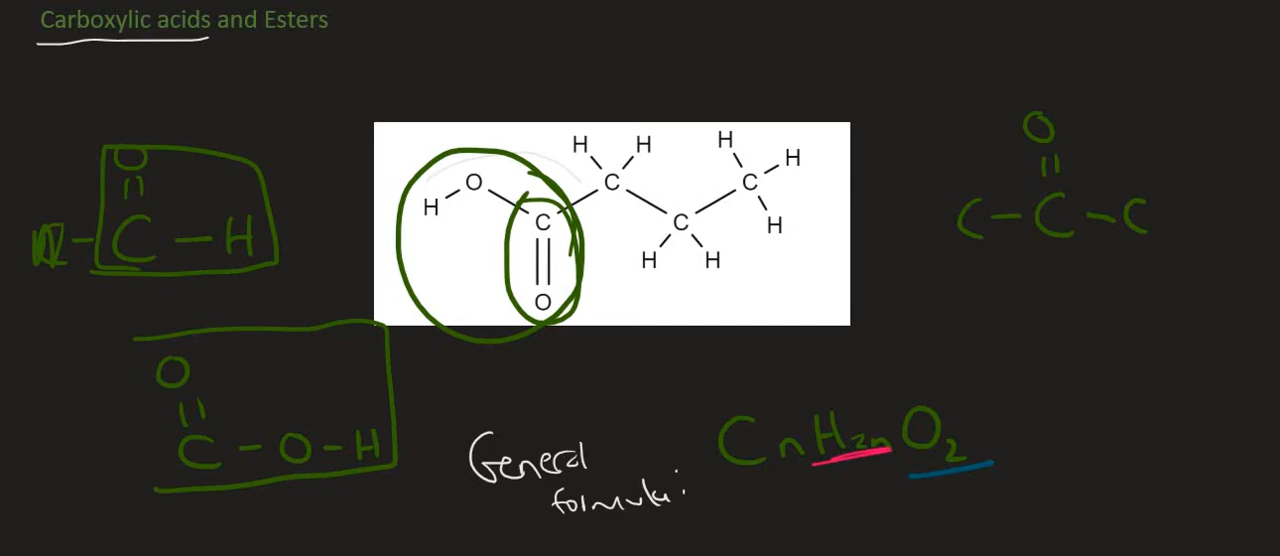 Carboxylic acids and Esters
O
||
R-C-H
H H
H-O
C
C
||
O
H H
C
H
H
C
H
H
O
||
C-C-C
O
||
C-O-H
General
formula:
CnH2nO2